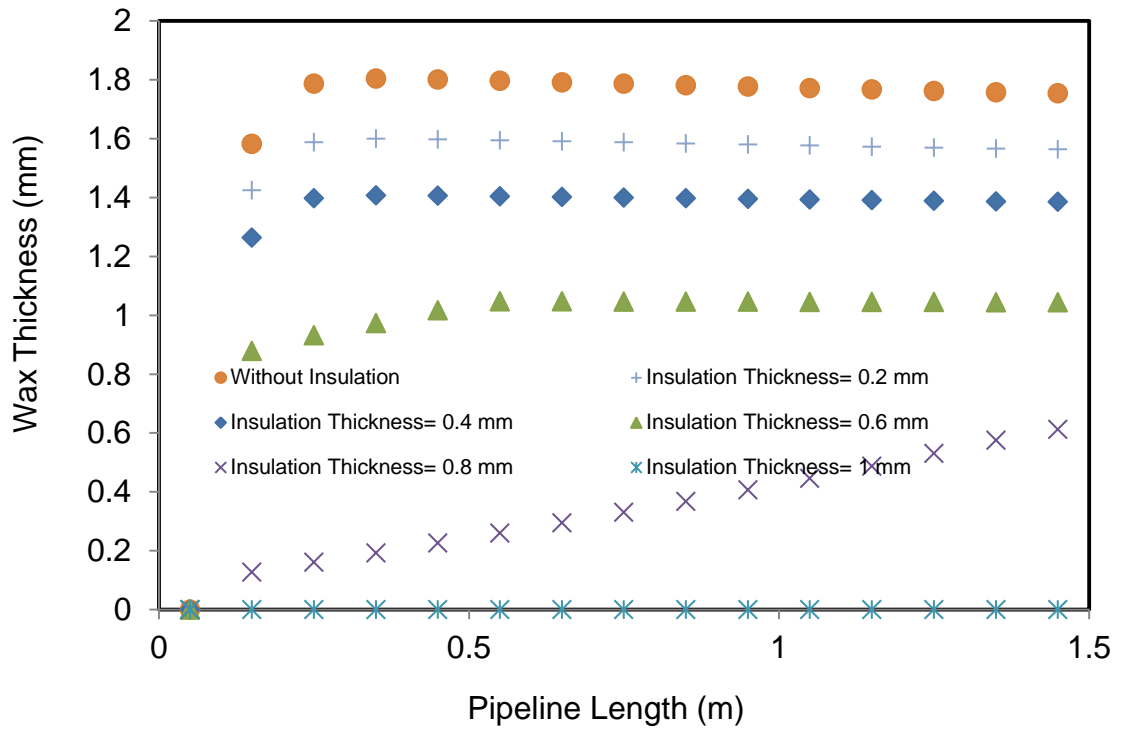 2
1.8
1.6
1.4
1.2
1
0.8
0.6
0.4
0.2
0
Wax Thickness (mm)
Without Insulation
Insulation Thickness= 0.2 mm
Insulation Thickness= 0.4 mm
Insulation Thickness= 0.6 mm
Insulation Thickness= 0.8 mm
Insulation Thickness= 1 mm
0 0.5 1 1.5
Pipeline Length (m)